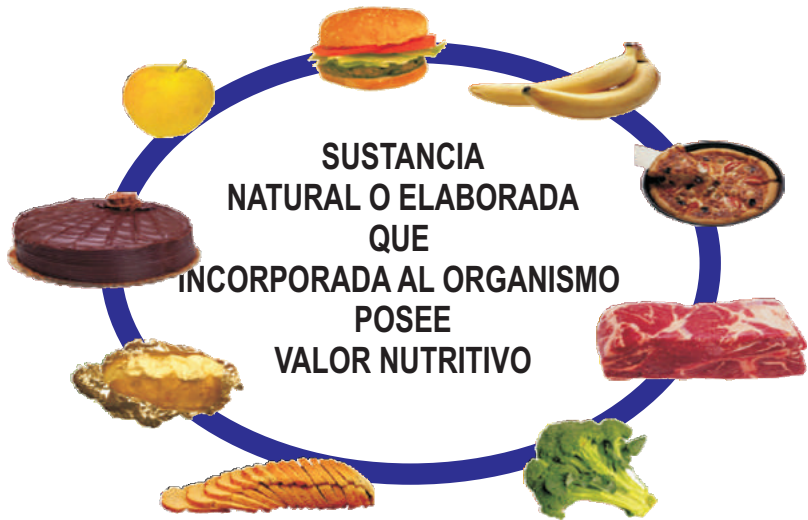 SUSTANCIA
NATURAL O ELABORADA
QUE
INCORPORADA AL ORGANISMO
POSEE
VALOR NUTRITIVO